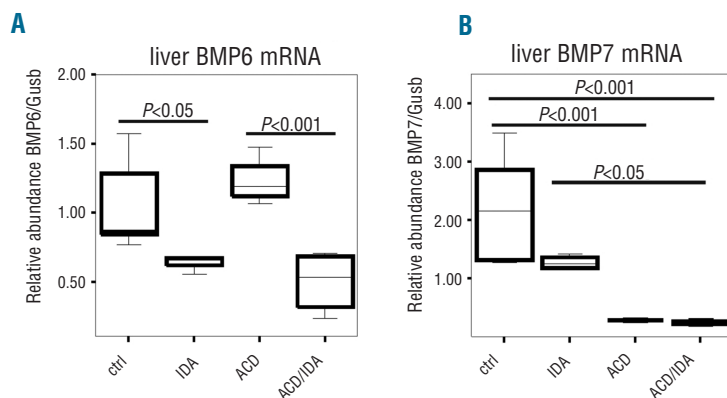 A
liver BMP6 mRNA
Relative abundance BMP6/Gusb
2.00
1.50
1.00
0.50
P<0.05
P<0.001
ctrl
IDA
ACD
ACD/IDA
B
liver BMP7 mRNA
Relative abundance BMP7/Gusb
4.00
3.00
2.00
1.00
P<0.001
P<0.001
P<0.05
ctrl
IDA
ACD
ACD/IDA